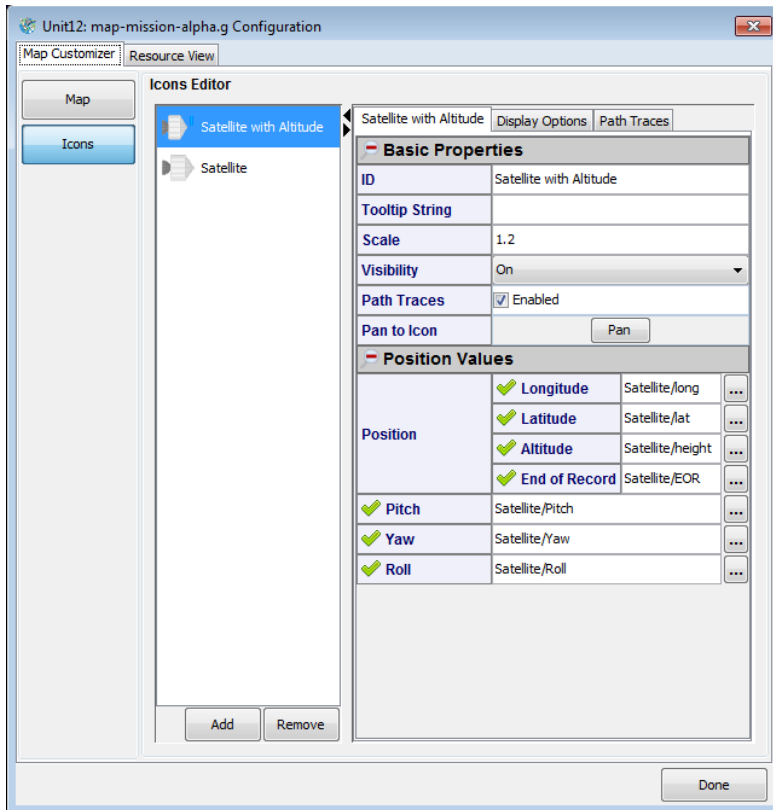 Unit12: map-mission-alpha.g Configuration
Map Customizer Resource View
Map
Icons
Icons Editor
Satellite with Altitude
Satellite
Add Remove
Satellite with Altitude Display Options Path Traces
Basic Properties
ID Satellite with Altitude
Tooltip String
Scale 1.2
Visibility On
Path Traces Enabled
Pan to Icon Pan
Position Values
Position
Longitude Satellite/long ...
Latitude Satellite/lat ...
Altitude Satellite/height ...
End of Record Satellite/EOR ...
Pitch Satellite/Pitch ...
Yaw Satellite/Yaw ...
Roll Satellite/Roll ...
Done